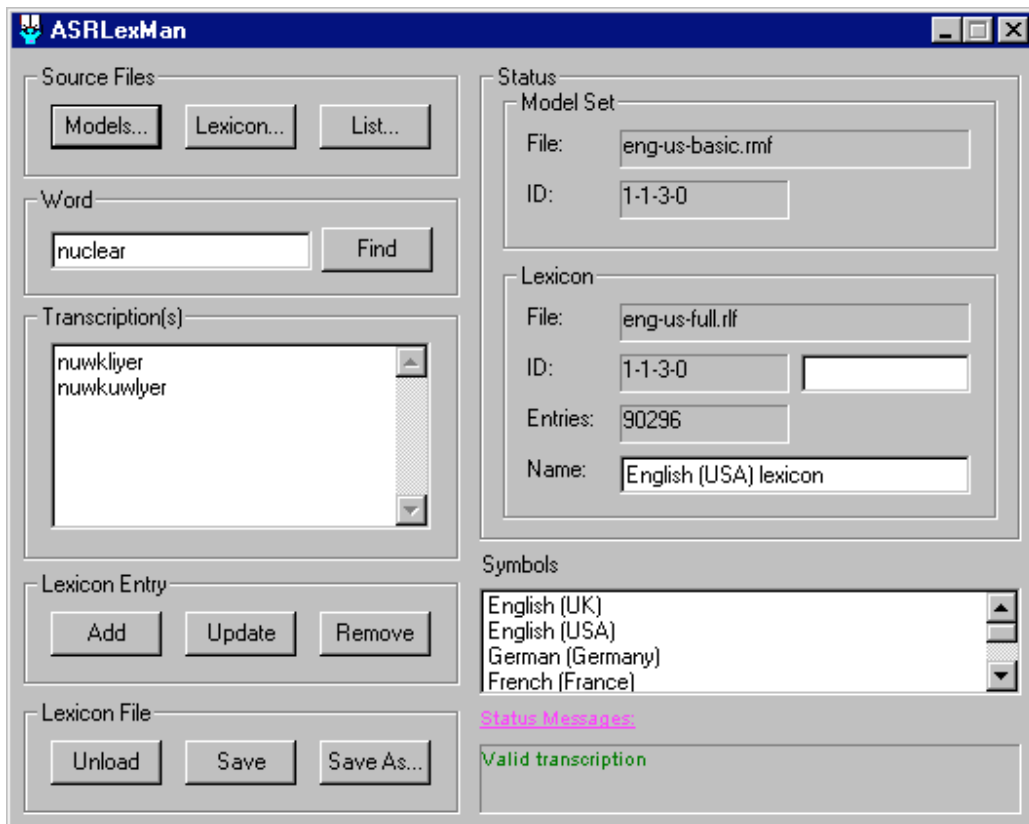 ASRLexMan
Source Files
Models... Lexicon... List...
Word
nuclear Find
Transcription(s)
nuwkliyer
nuwkuwlyer
Lexicon Entry
Add Update Remove
Lexicon File
Unload Save Save As...
Status
Model Set
File: eng-us-basic.rmf
ID: 1-1-3-0
Lexicon
File: eng-us-full.rlf
ID: 1-1-3-0
Entries: 90296
Name: English (USA) lexicon
Symbols
English (UK)
English (USA)
German (Germany)
French (France)
Status Messages:
Valid transcription